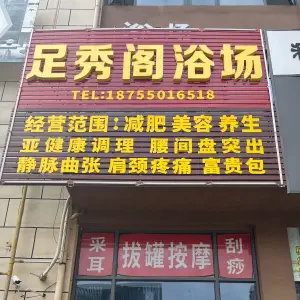 足秀阁浴场
TEL:18755016518
经营范围:减肥 美容 养生
亚健康调理 腰间盘突出
静脉曲张 肩颈疼痛 富贵包
采耳 拔罐按摩 刮痧